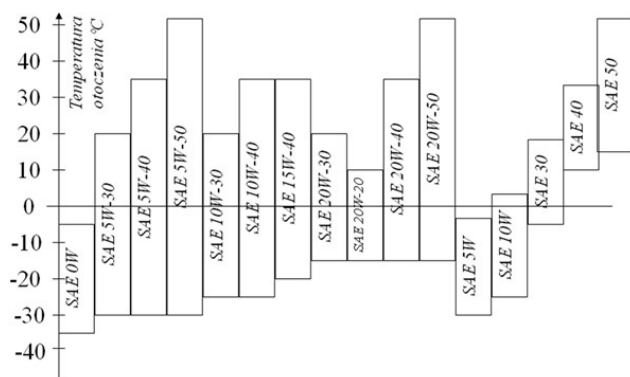 50
40
30
20
10
0
-10
-20
-30
-40
Temperatura
otoczenia °C
SAE 0W
SAE 5W-30
SAE 5W-40
SAE 5W-50
SAE 10W-30
SAE 10W-40
SAE 15W-40
SAE 20W-30
SAE 20W-20
SAE 20W-40
SAE 20W-50
SAE 5W
SAE 10W
SAE 30
SAE 40
SAE 50